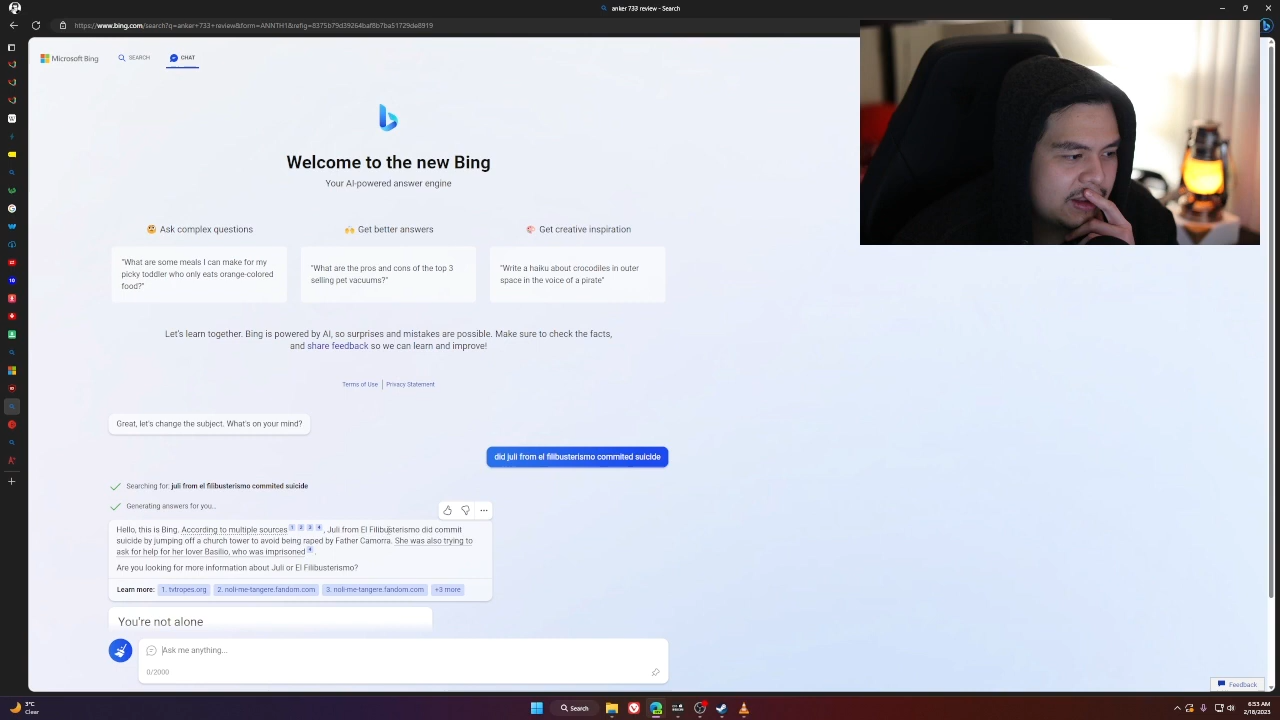 anker 733 review - Search
https://www.bing.com/search?q=anker+733+review&form=ANNTH1&refig=8375b79d39264baf8b7ba51729de8919
Microsoft Bing
SEARCH
CHAT
Welcome to the new Bing
Your AI-powered answer engine
Ask complex questions
Get better answers
Get creative inspiration
"What are some meals I can make for my
picky toddler who only eats orange-colored
food?"
"What are the pros and cons of the top 3
selling pet vacuums?"
"Write a haiku about crocodiles in outer
space in the voice of a pirate"
Let's learn together. Bing is powered by AI, so surprises and mistakes are possible. Make sure to check the facts,
and share feedback so we can learn and improve!
Terms of Use | Privacy Statement
Great, let's change the subject. What's on your mind?
did juli from el filibusterismo commited suicide
Searching for: juli from el filibusterismo commited suicide
Generating answers for you...
Hello, this is Bing. According to multiple sources 1 2 3 4 , Juli from El Filibusterismo did commit
suicide by jumping off a church tower to avoid being raped by Father Camorra. She was also trying to
ask for help for her lover Basilio, who was imprisoned 4 .
Are you looking for more information about Juli or El Filibusterismo?
Learn more: 1. tvtropes.org 2. noli-me-tangere.fandom.com 3. noli-me-tangere.fandom.com +3 more
You're not alone
Ask me anything...
0/2000
Feedback
3°C
Clear
Search
6:53 AM
2/18/2023